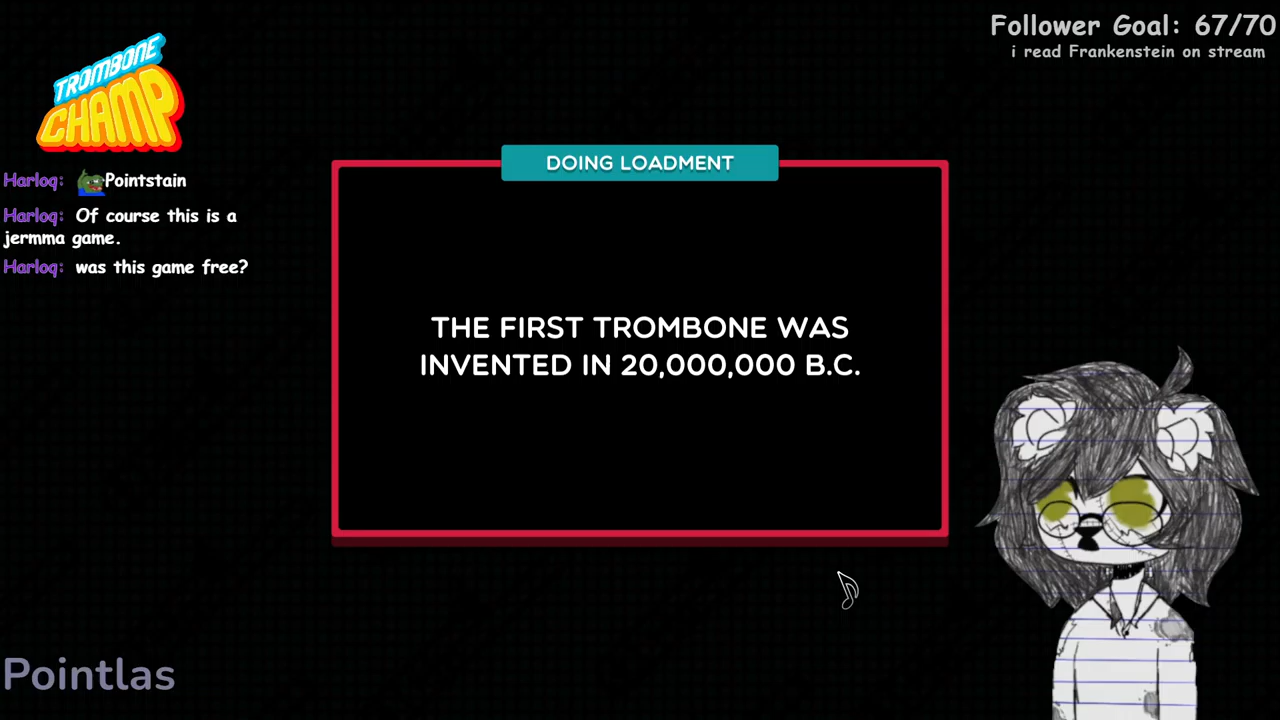 Follower Goal: 67/70
i read Frankenstein on stream
TROMBONE
CHAMP
DOING LOADMENT
Harloq: Pointstain
Harloq: Of course this is a
jermma game.
Harloq: was this game free?
THE FIRST TROMBONE WAS
INVENTED IN 20,000,000 B.C.
Pointlas